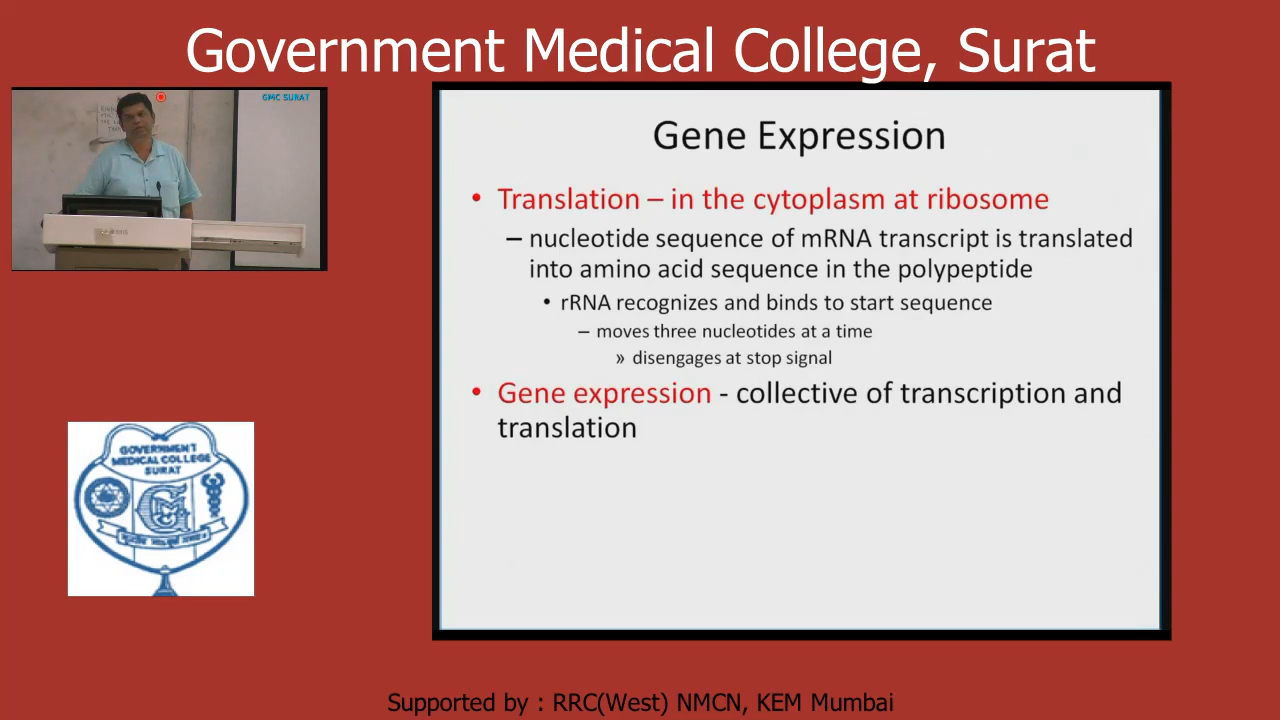 Government Medical College, Surat
GMC SURAT
Gene Expression
• Translation – in the cytoplasm at ribosome
– nucleotide sequence of mRNA transcript is translated
into amino acid sequence in the polypeptide
• rRNA recognizes and binds to start sequence
– moves three nucleotides at a time
» disengages at stop signal
• Gene expression - collective of transcription and
translation
GOVERNMENT
MEDICAL COLLEGE
SURAT
Supported by : RRC(West) NMCN, KEM Mumbai